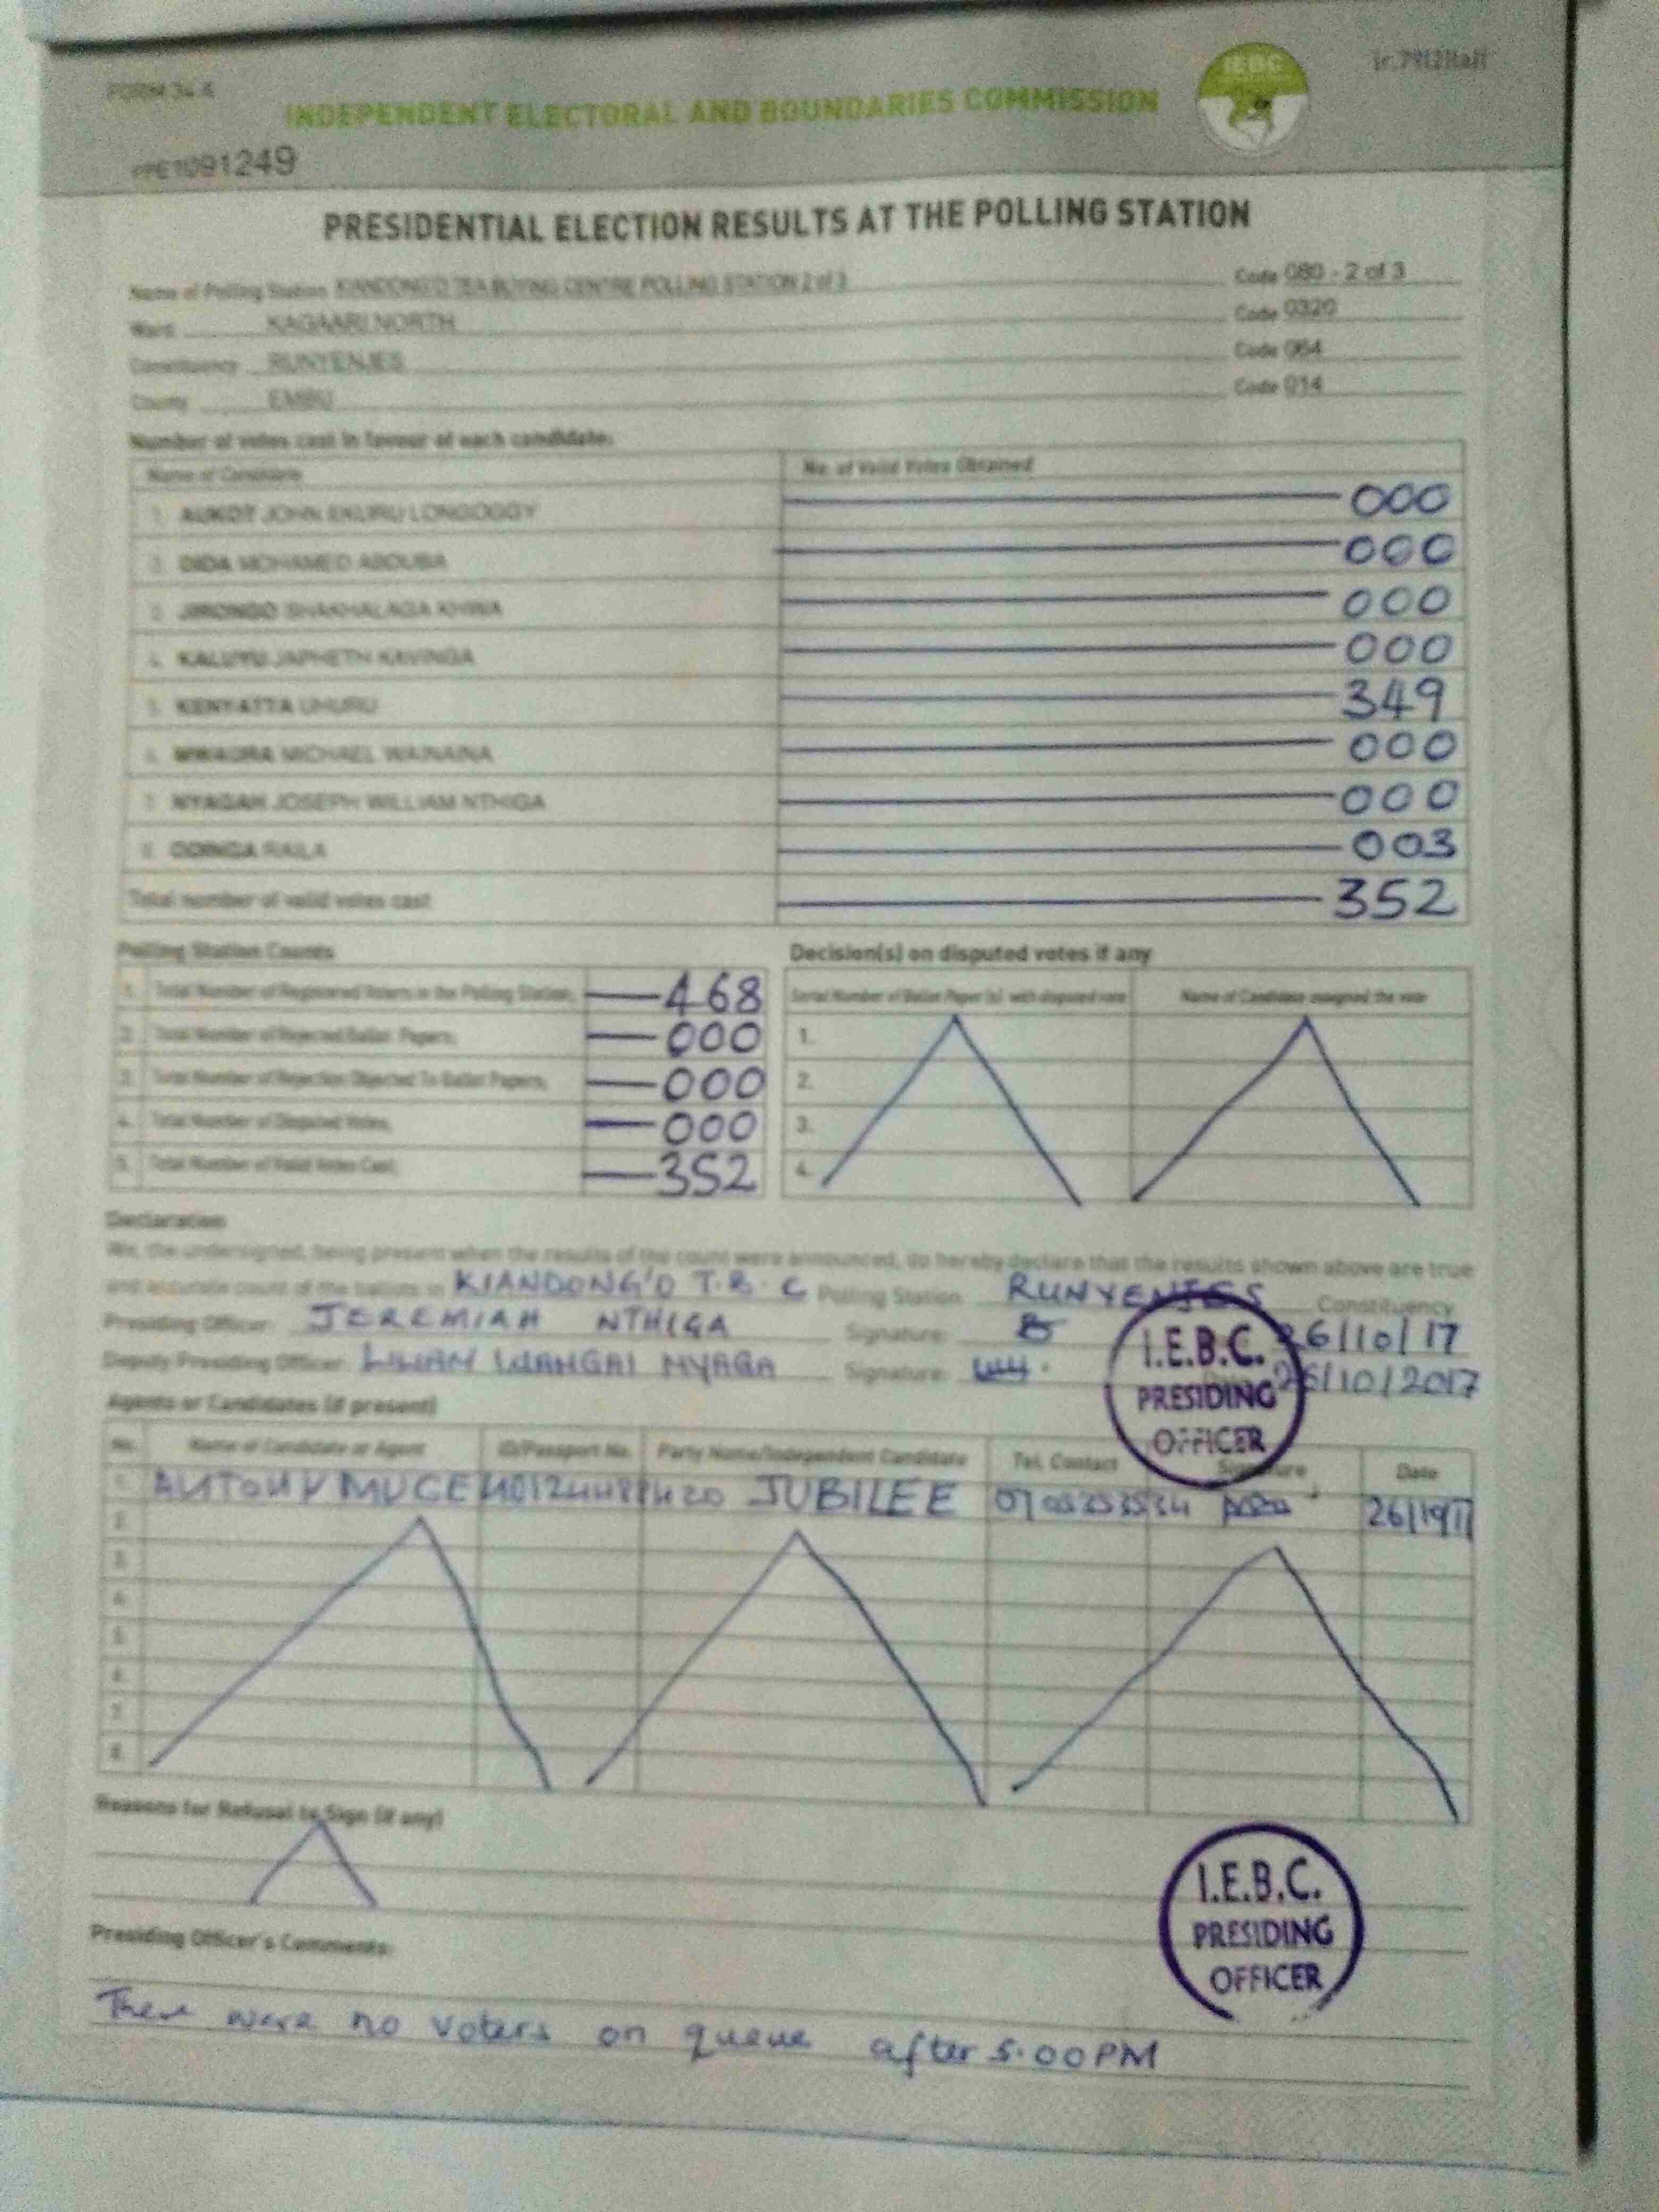 FORM 34 A
INDEPENDENT ELECTORAL AND BOUNDARIES COMMISSION
IEBC
1091249
PRESIDENTIAL ELECTION RESULTS AT THE POLLING STATION
Name of Polling Station KIANDONG'O TEA BUYING CENTRE POLLING STATION 2 of 3 Code 080 - 2 of 3
Ward KAGAARI NORTH Code 0320
Constituency RUNYENJES Code 064
County EMBU Code 014
Number of votes cast in favour of each candidate:
Name of Candidate No. of Valid Votes Obtained
1. AUKOT JOHN EKURU LONGOGGY 000
2. DIDA MOHAMED ABDUBA 000
3. JIRONGO SHAKHALAGA KHWA 000
4. KALUYU JAPHETH KAVINGA 000
5. KENYATTA UHURU 349
6. MWAURA MICHAEL WAINAINA 000
7. NYAGAH JOSEPH WILLIAM NTHIGA 000
8. ODINGA RAILA 003
Total number of valid votes cast 352
Polling Station Counts
1. Total Number of Registered Voters in the Polling Station; 468
2. Total Number of Rejected Ballot Papers; 000
3. Total Number of Rejection Objected To Ballot Papers; 000
4. Total Number of Disputed Votes; 000
5. Total Number of Valid Votes Cast; 352
Decision(s) on disputed votes if any
Serial Number of Ballot Paper (s) with disputed vote Name of Candidate assigned the vote
1.
2.
3.
4.
Declaration
We, the undersigned, being present when the results of the count were announced, do hereby declare that the results shown above are true
and accurate count of the ballots in KIANDONG'O T.B.C Polling Station RUNYENJES Constituency
Presiding Officer: JEREMIAH NTHIGA Signature: 26/10/17
Deputy Presiding Officer: LILIAN WANGAI NYAGA Signature: 26/10/2017
I.E.B.C.
PRESIDING
OFFICER
Agents or Candidates (if present)
No. Name of Candidate or Agent ID/Passport No. Party Name/Independent Candidate Tel. Contact Signature Date
1. JUBILEE
2.
3.
4.
5.
6.
7.
8.
Reasons for Refusal to Sign (if any)
I.E.B.C.
PRESIDING
OFFICER
Presiding Officer's Comments:
There were no voters on queue after 5.00PM